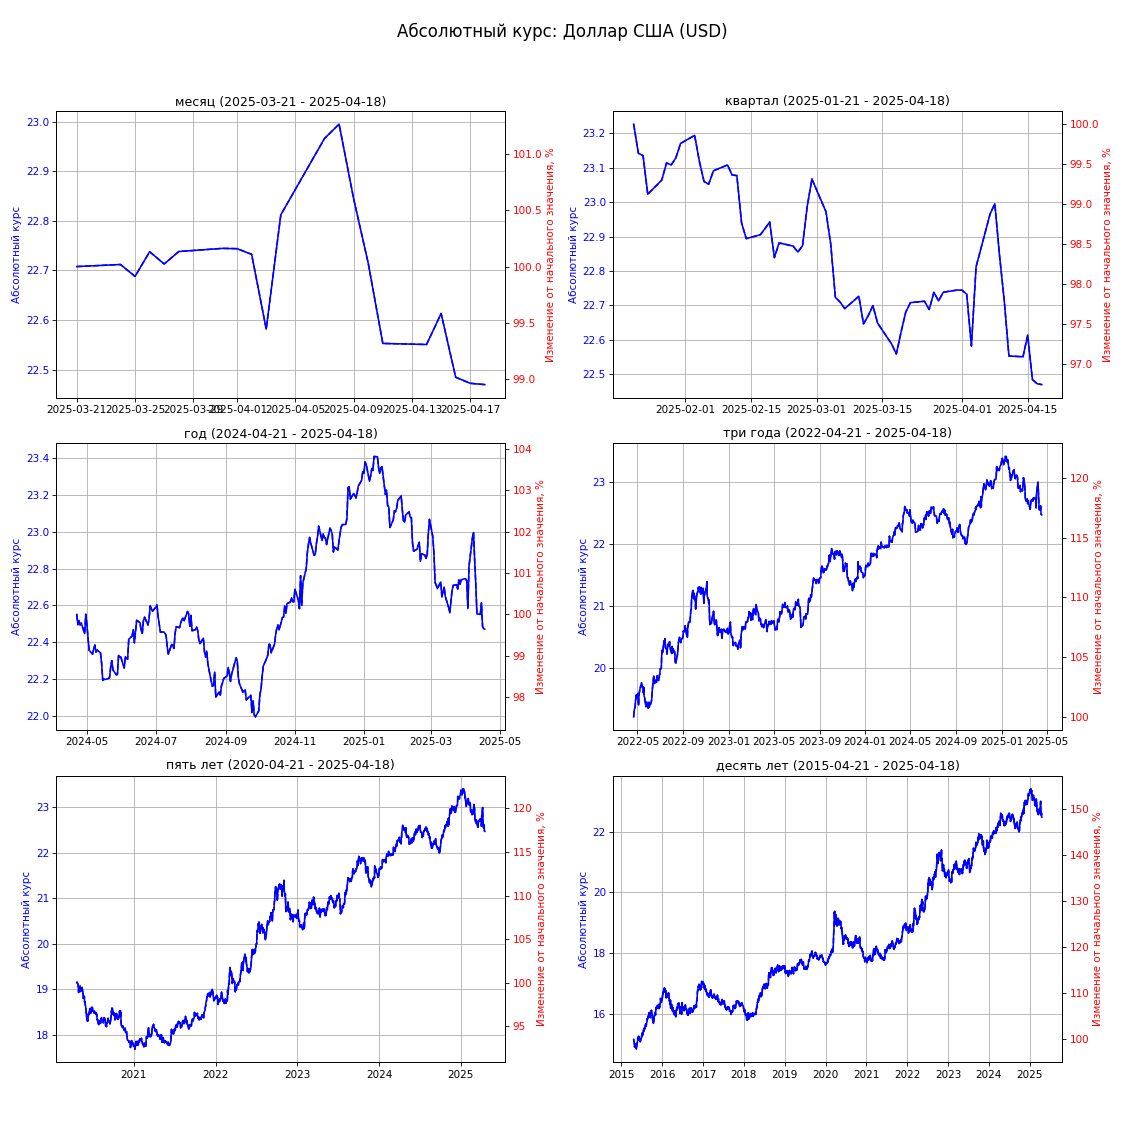 Абсолютный курс: Доллар США (USD)
месяц (2025-03-21 - 2025-04-18)
23.0
22.9
22.8
22.7
22.6
22.5
Абсолютный курс
101.0
100.5
100.0
99.5
99.0
Изменение от начального значения, %
2025-03-21 2025-03-25 2025-03-29 2025-04-01 2025-04-05 2025-04-09 2025-04-13 2025-04-17
квартал (2025-01-21 - 2025-04-18)
23.2
23.1
23.0
22.9
22.8
22.7
22.6
22.5
Абсолютный курс
100.0
99.5
99.0
98.5
98.0
97.5
97.0
Изменение от начального значения, %
2025-02-01 2025-02-15 2025-03-01 2025-03-15 2025-04-01 2025-04-15
год (2024-04-21 - 2025-04-18)
23.4
23.2
23.0
22.8
22.6
22.4
22.2
22.0
Абсолютный курс
104
103
102
101
100
99
98
Изменение от начального значения, %
2024-05 2024-07 2024-09 2024-11 2025-01 2025-03 2025-05
три года (2022-04-21 - 2025-04-18)
23
22
21
20
Абсолютный курс
120
115
110
105
100
Изменение от начального значения, %
2022-05 2022-09 2023-01 2023-05 2023-09 2024-01 2024-05 2024-09 2025-01 2025-05
пять лет (2020-04-21 - 2025-04-18)
23
22
21
20
19
18
Абсолютный курс
120
115
110
105
100
95
Изменение от начального значения, %
2021 2022 2023 2024 2025
десять лет (2015-04-21 - 2025-04-18)
22
20
18
16
Абсолютный курс
150
140
130
120
110
100
Изменение от начального значения, %
2015 2016 2017 2018 2019 2020 2021 2022 2023 2024 2025